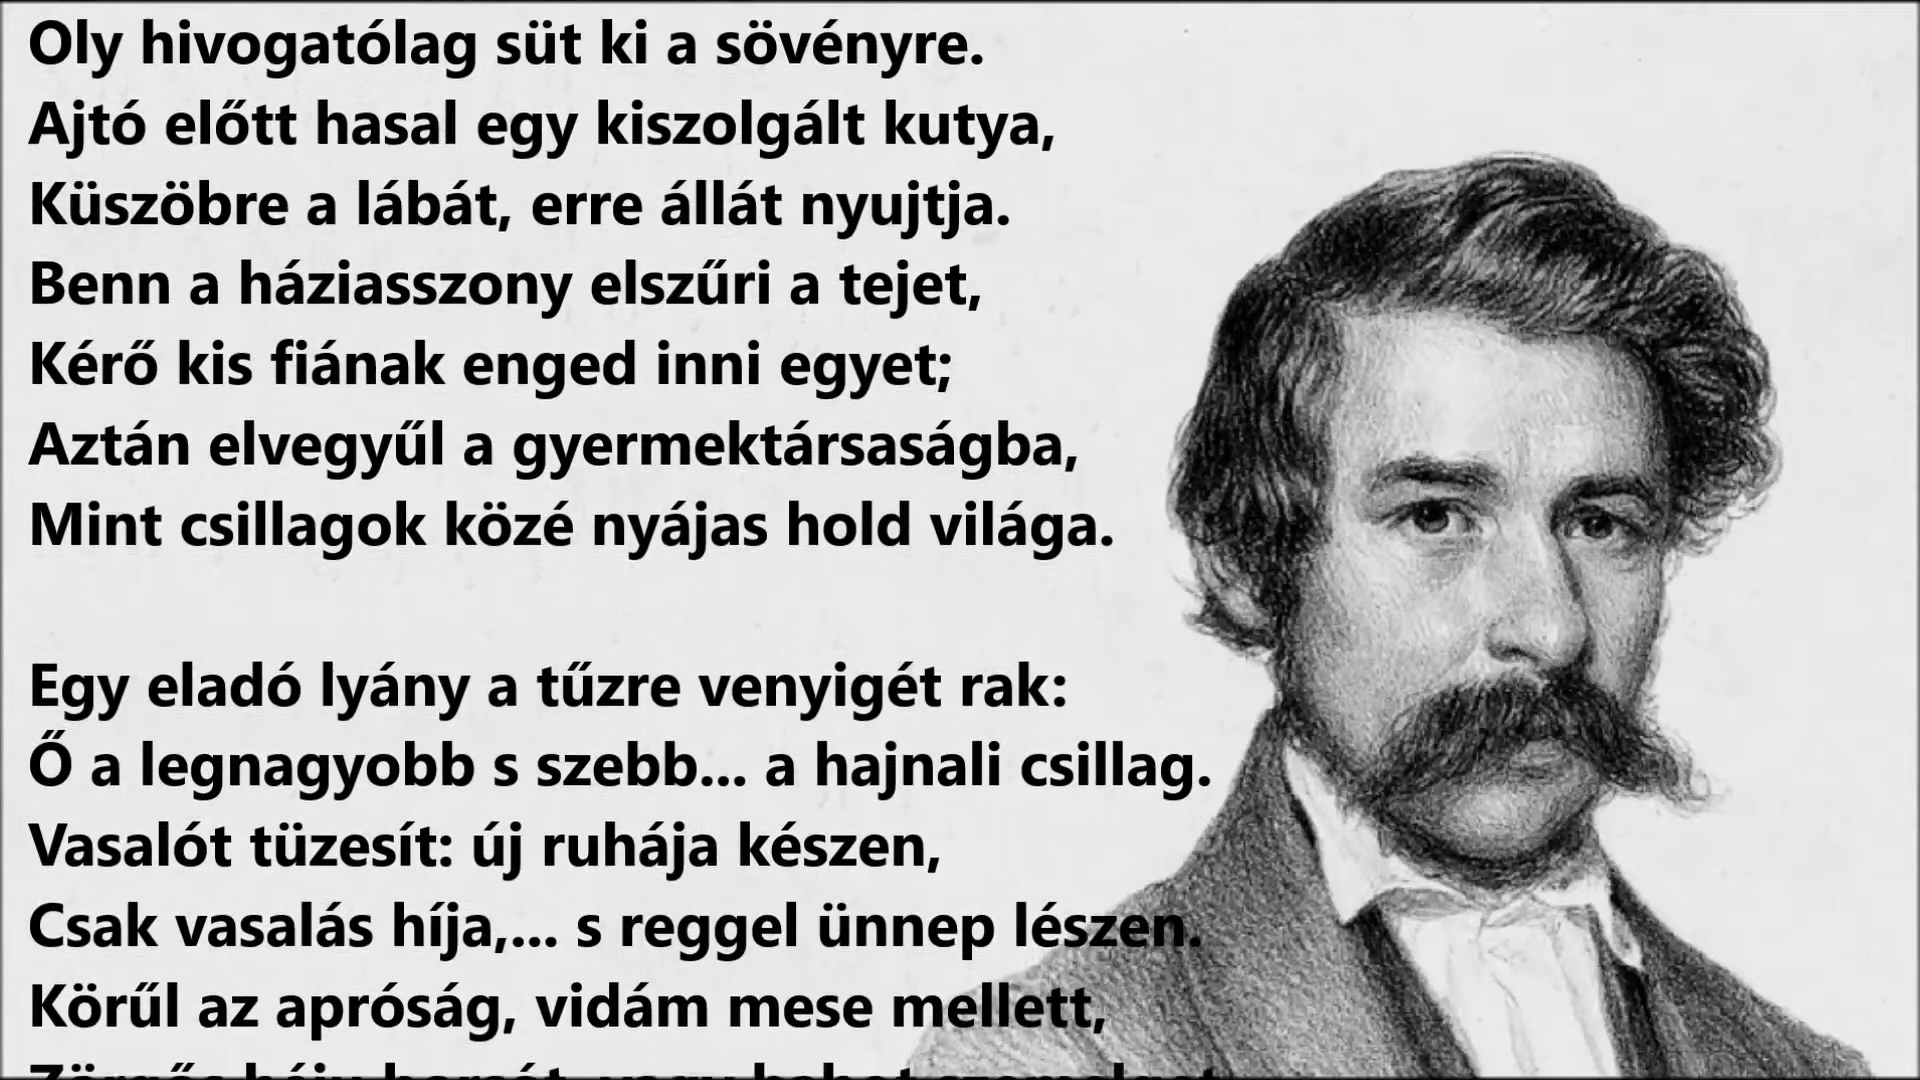 Oly hivogatólag süt ki a sövényre.
Ajtó előtt hasal egy kiszolgált kutya,
Küszöbre a lábát, erre állát nyujtja.
Benn a háziasszony elszűri a tejet,
Kérő kis fiának enged inni egyet;
Aztán elvegyűl a gyermektársaságba,
Mint csillagok közé nyájas hold világa.
Egy eladó lyány a tűzre venyigét rak:
Ő a legnagyobb s szebb... a hajnali csillag.
Vasalót tüzesít: új ruhája készen,
Csak vasalás híja,... s reggel ünnep lészen.
Körűl az apróság, vidám mese mellett,